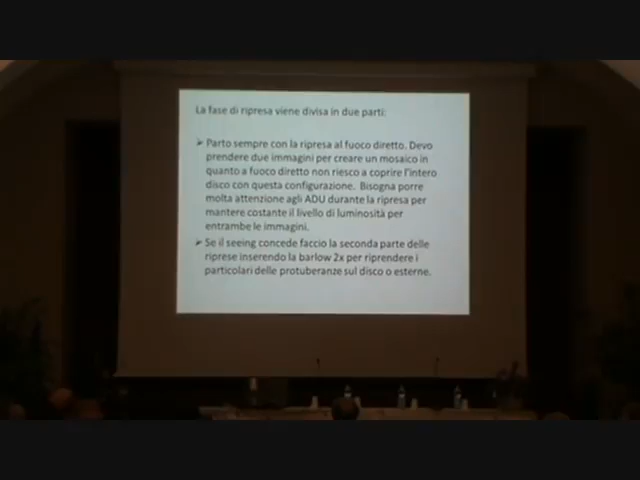 La fase di ripresa viene divisa in due parti:
➢ Parto sempre con la ripresa al fuoco diretto. Devo
prendere due immagini per creare un mosaico in
quanto a fuoco diretto non riesco a coprire l'intero
disco con questa configurazione. Bisogna porre
molta attenzione agli ADU durante la ripresa per
mantere costante il livello di luminosità per
entrambe le immagini.
➢ Se il seeing concede faccio la seconda parte delle
riprese inserendo la barlow 2x per riprendere i
particolari delle protuberanze sul disco o esterne.